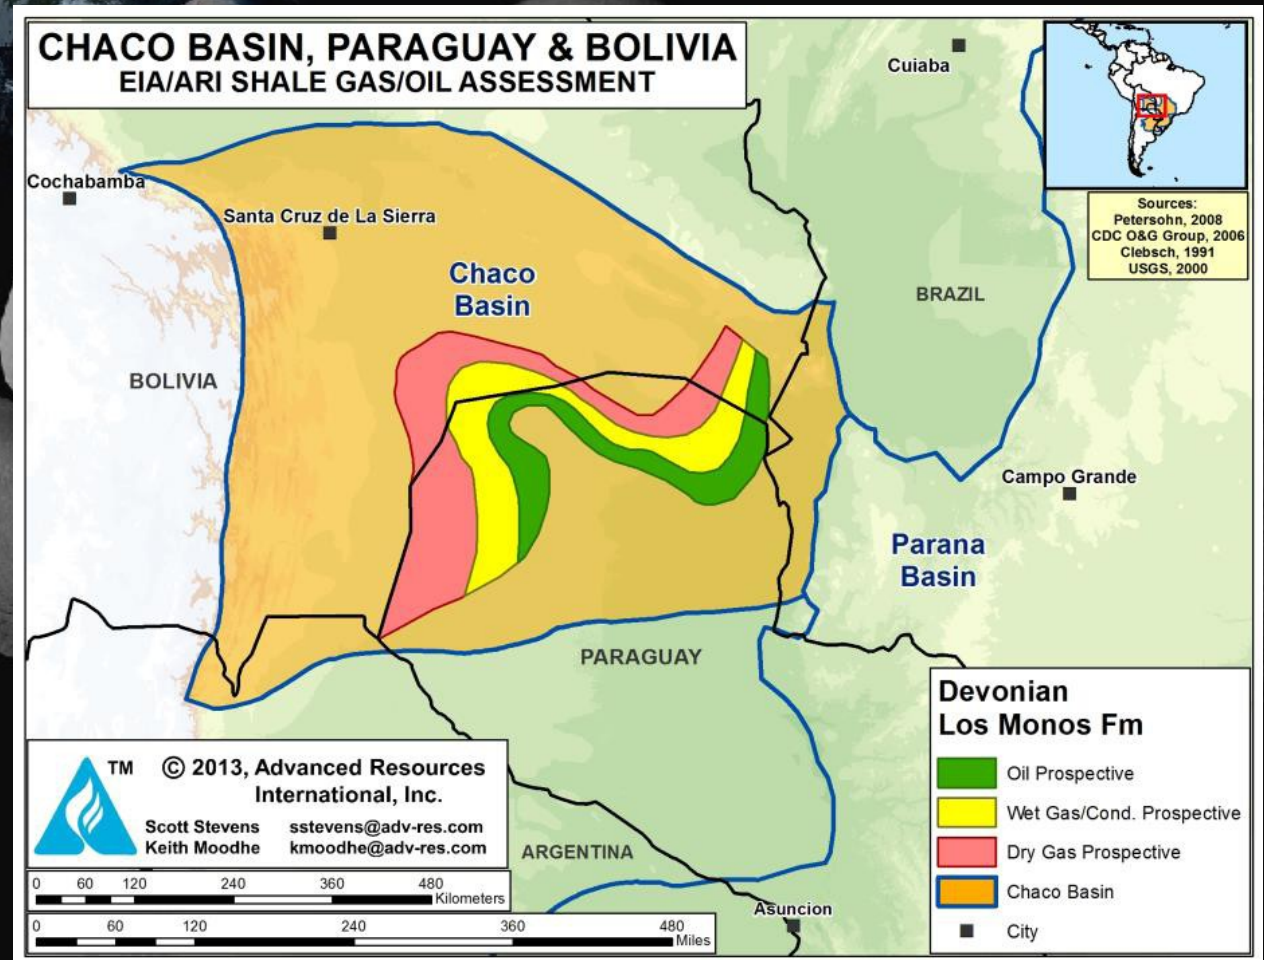 CHACO BASIN, PARAGUAY & BOLIVIA
EIA/ARI SHALE GAS/OIL ASSESSMENT
Cuiaba
Sources:
Petersohn, 2008
CDC O&G Group, 2006
Clebsch, 1991
USGS, 2000
Cochabamba
Santa Cruz de La Sierra
Chaco
Basin
BRAZIL
BOLIVIA
Campo Grande
Parana
Basin
PARAGUAY
Devonian
Los Monos Fm
Oil Prospective
Wet Gas/Cond. Prospective
Dry Gas Prospective
Chaco Basin
City
TM © 2013, Advanced Resources
International, Inc.
Scott Stevens sstevens@adv-res.com
Keith Moodhe kmoodhe@adv-res.com
ARGENTINA
0 60 120 240 360 480
Kilometers
Asuncion
0 60 120 240 360 480
Miles